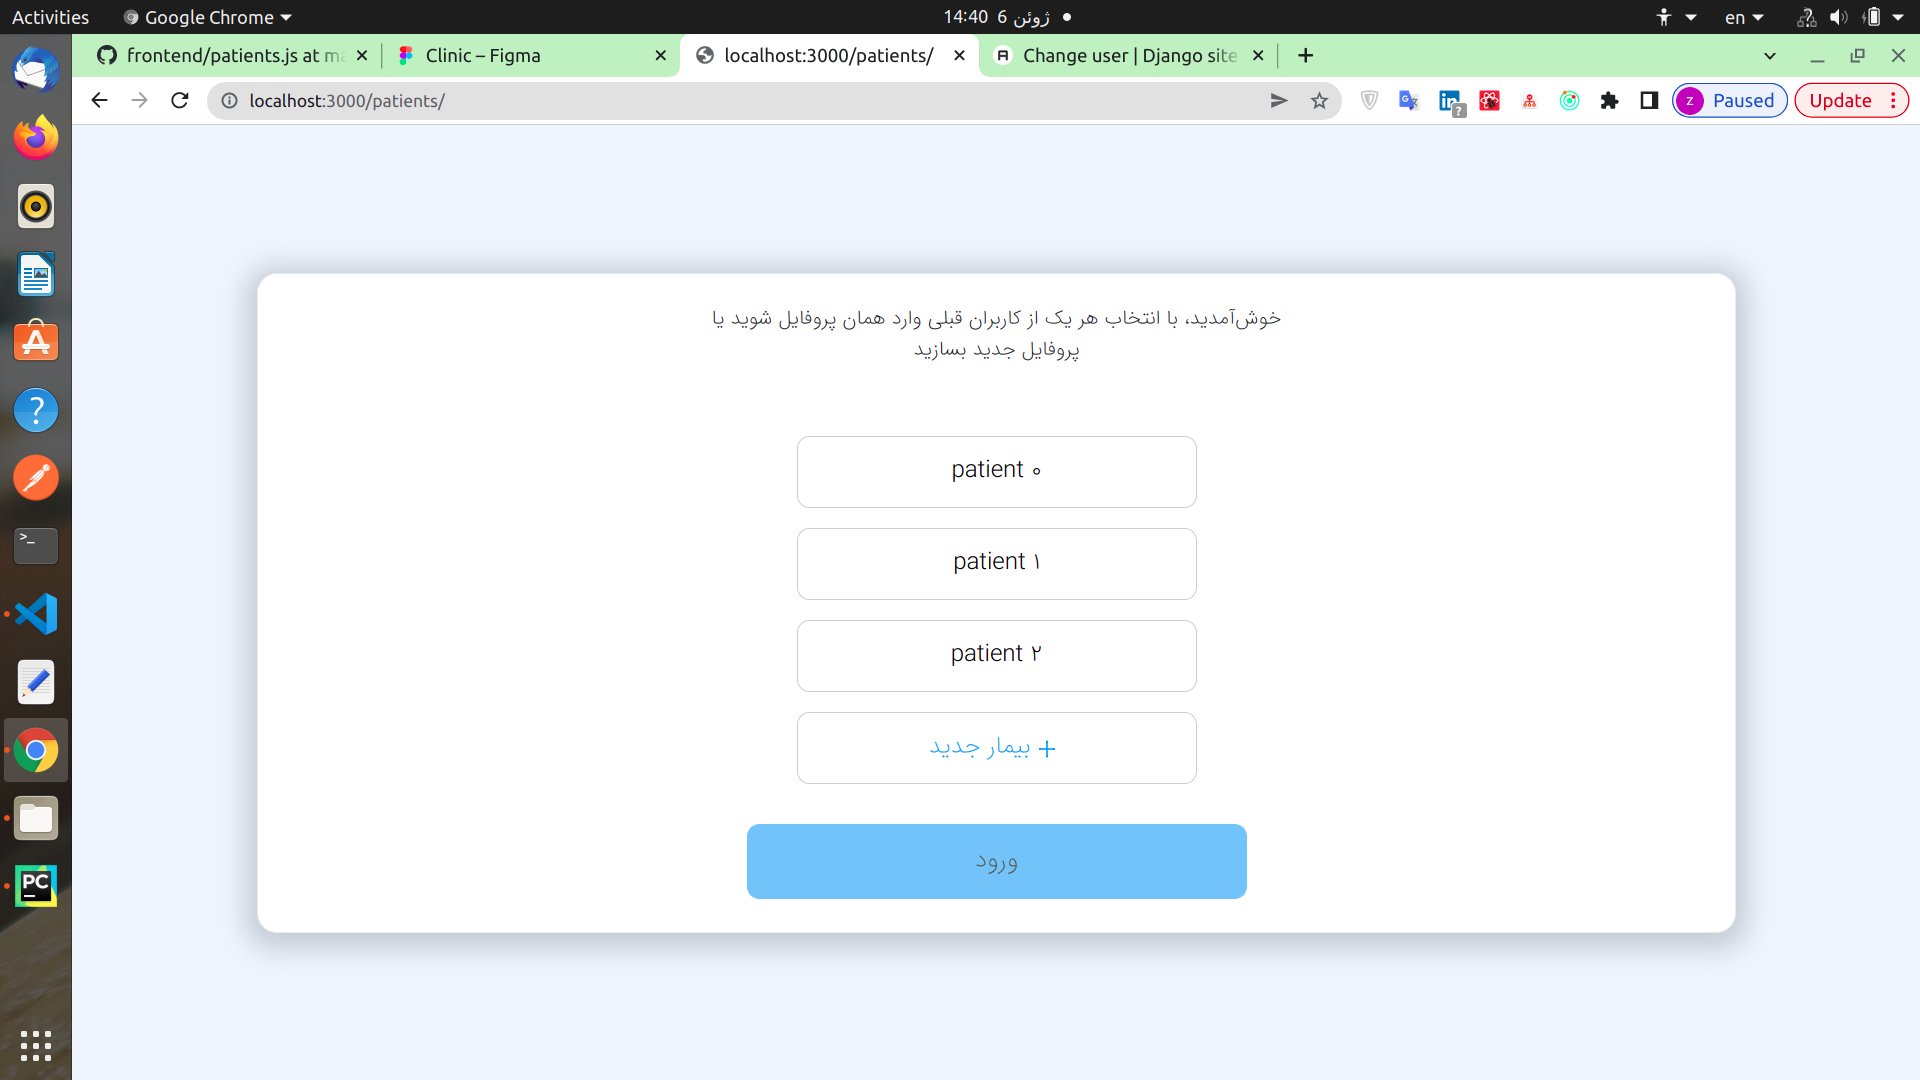 Activities
Google Chrome
14:40 6 ژوئن
en
frontend/patients.js at ma
Clinic – Figma
localhost:3000/patients/
Change user | Django site
localhost:3000/patients/
z Paused
Update
خوش‌آمدید، با انتخاب هر یک از کاربران قبلی وارد همان پروفایل شوید یا
پروفایل جدید بسازید
patient ۰
patient ۱
patient ۲
+ بیمار جدید
ورود
PC